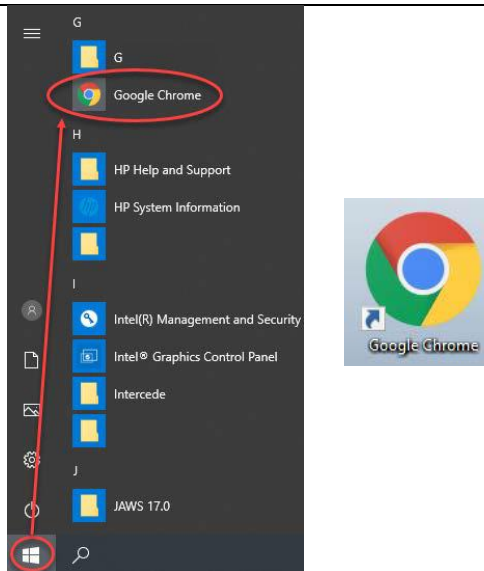 G
G
Google Chrome
H
HP Help and Support
HP System Information
I
Intel(R) Management and Security
Intel® Graphics Control Panel
Intercede
J
JAWS 17.0
Google Chrome